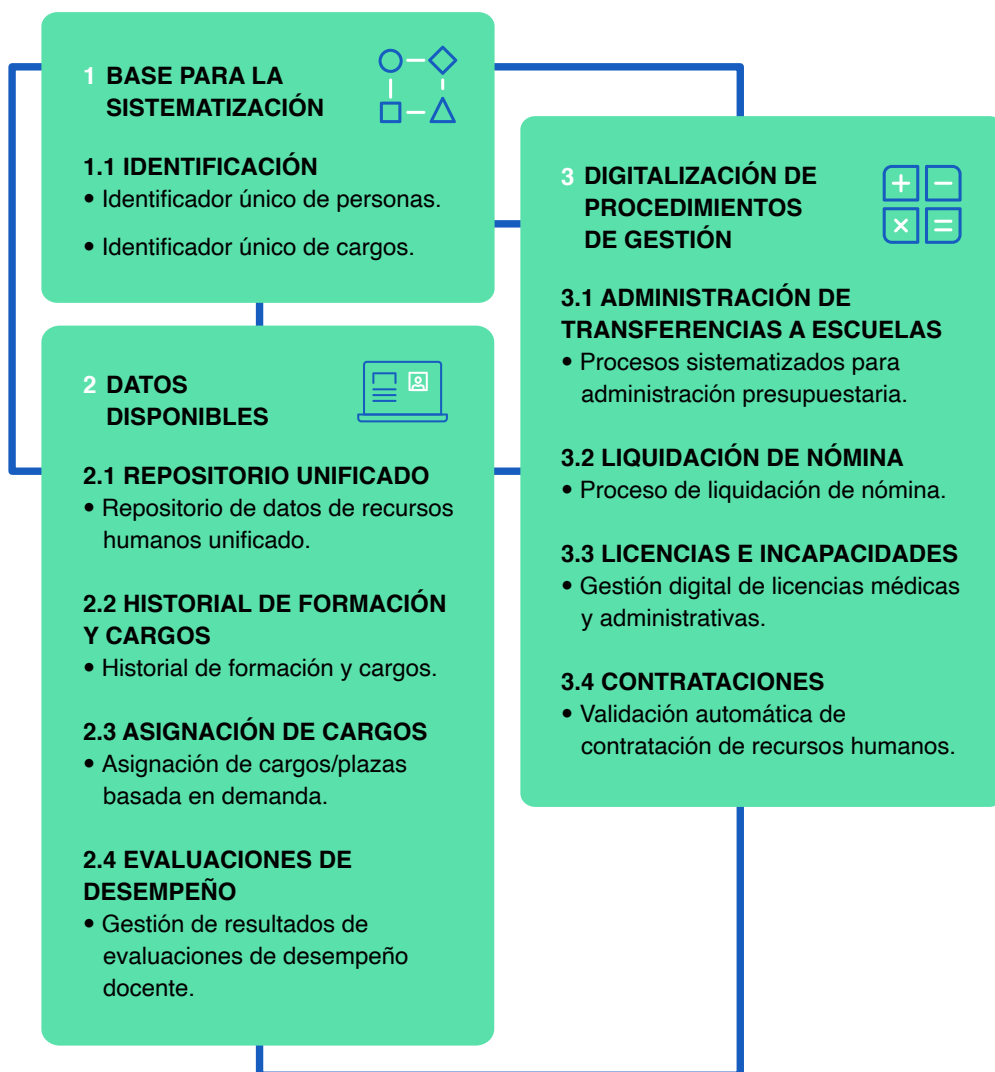 1 BASE PARA LA
SISTEMATIZACIÓN
1.1 IDENTIFICACIÓN
• Identificador único de personas.
• Identificador único de cargos.
2 DATOS
DISPONIBLES
2.1 REPOSITORIO UNIFICADO
• Repositorio de datos de recursos
humanos unificado.
2.2 HISTORIAL DE FORMACIÓN
Y CARGOS
• Historial de formación y cargos.
2.3 ASIGNACIÓN DE CARGOS
• Asignación de cargos/plazas
basada en demanda.
2.4 EVALUACIONES DE
DESEMPEÑO
• Gestión de resultados de
evaluaciones de desempeño
docente.
3 DIGITALIZACIÓN DE
PROCEDIMIENTOS
DE GESTIÓN
3.1 ADMINISTRACIÓN DE
TRANSFERENCIAS A ESCUELAS
• Procesos sistematizados para
administración presupuestaria.
3.2 LIQUIDACIÓN DE NÓMINA
• Proceso de liquidación de nómina.
3.3 LICENCIAS E INCAPACIDADES
• Gestión digital de licencias médicas
y administrativas.
3.4 CONTRATACIONES
• Validación automática de
contratación de recursos humanos.